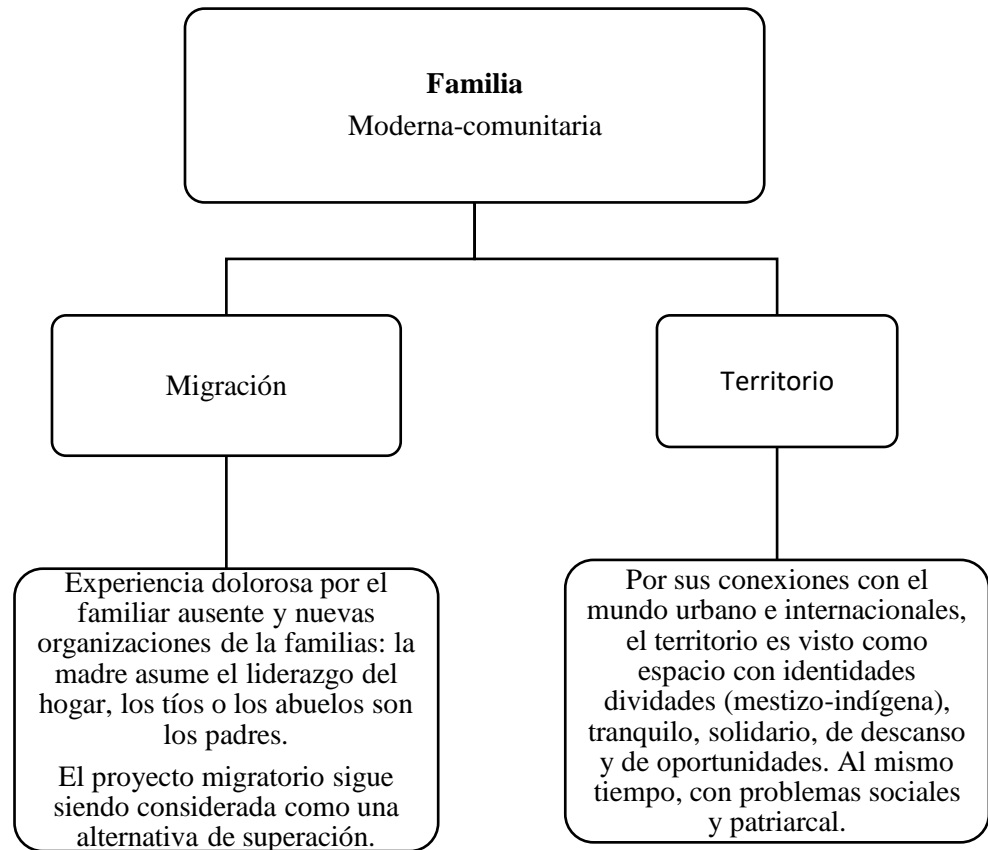 Familia
Moderna-comunitaria
Migración
Territorio
Experiencia dolorosa por el
familiar ausente y nuevas
organizaciones de la familias: la
madre asume el liderazgo del
hogar, los tíos o los abuelos son
los padres.
El proyecto migratorio sigue
siendo considerada como una
alternativa de superación.
Por sus conexiones con el
mundo urbano e internacionales,
el territorio es visto como
espacio con identidades
dividades (mestizo-indígena),
tranquilo, solidario, de descanso
y de oportunidades. Al mismo
tiempo, con problemas sociales
y patriarcal.